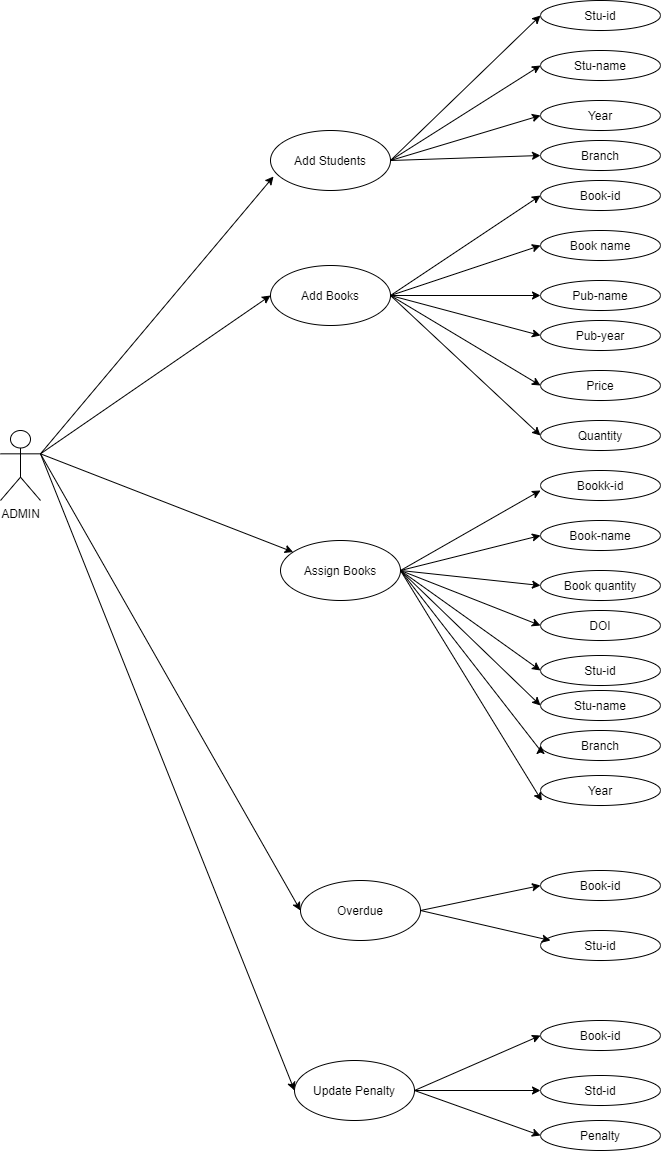 Stu-id
Stu-name
Year
Add Students
Branch
Book-id
Book name
Add Books
Pub-name
Pub-year
Price
Quantity
Bookk-id
ADMIN
Book-name
Assign Books
Book quantity
DOI
Stu-id
Stu-name
Branch
Year
Book-id
Overdue
Stu-id
Book-id
Update Penalty
Std-id
Penalty